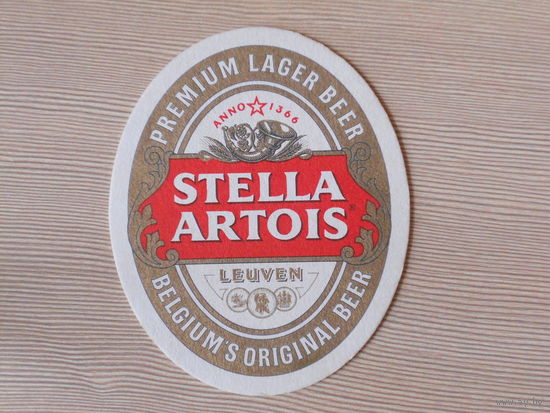 PREMIUM LAGER BEER
ANNO ☆ 1366
STELLA
ARTOIS®
LEUVEN
BELGIUM'S ORIGINAL BEER